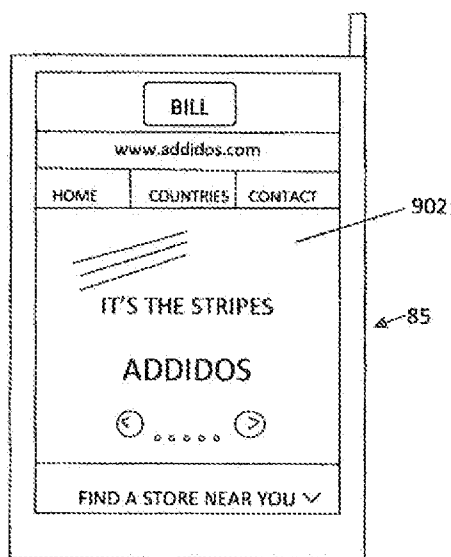 BILL
www.addidos.com
HOME COUNTRIES CONTACT
902
IT'S THE STRIPES
85
ADDIDOS
< >
FIND A STORE NEAR YOU